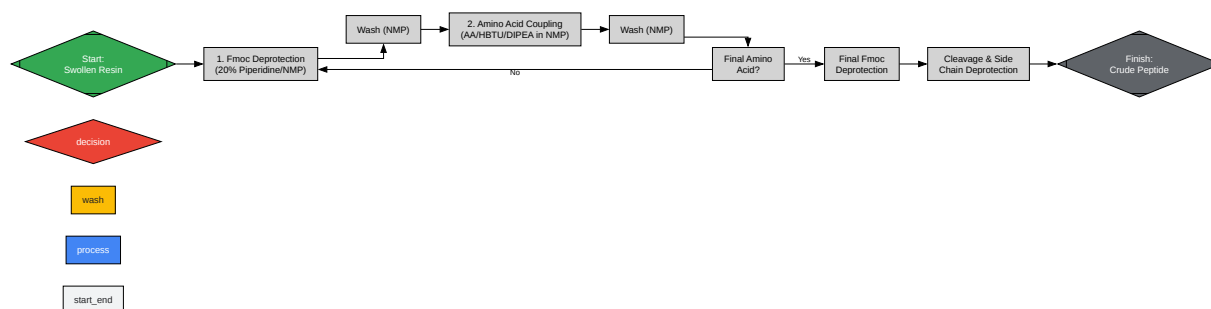 Start:
Swollen Resin
1. Fmoc Deprotection
(20% Piperidine/NMP)
Wash (NMP)
2. Amino Acid Coupling
(AA/HBTU/DIPEA in NMP)
Wash (NMP)
Final Amino
Acid?
No
Yes
Final Fmoc
Deprotection
Cleavage & Side
Chain Deprotection
Finish:
Crude Peptide
decision
wash
process
start_end